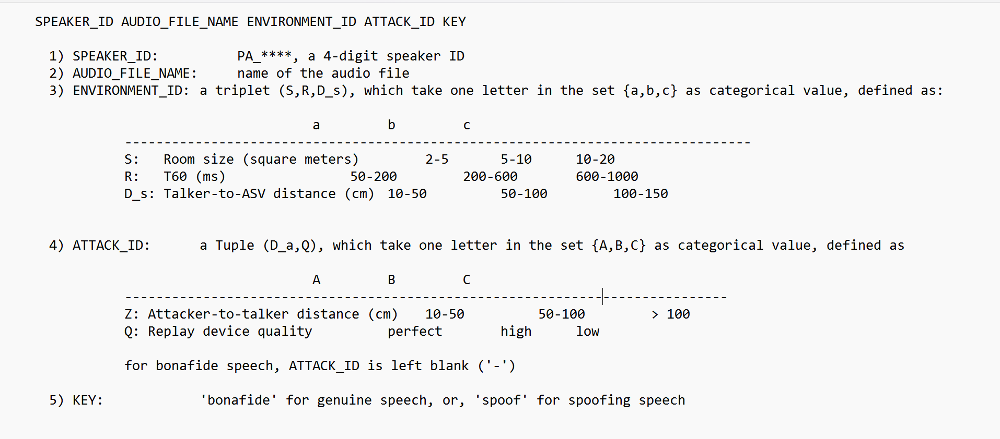 SPEAKER_ID AUDIO_FILE_NAME ENVIRONMENT_ID ATTACK_ID KEY
1) SPEAKER_ID: PA_****, a 4-digit speaker ID
2) AUDIO_FILE_NAME: name of the audio file
3) ENVIRONMENT_ID: a triplet (S,R,D_s), which take one letter in the set {a,b,c} as categorical value, defined as:
a b c
--------------------------------------------------------------------------------
S: Room size (square meters) 2-5 5-10 10-20
R: T60 (ms) 50-200 200-600 600-1000
D_s: Talker-to-ASV distance (cm) 10-50 50-100 100-150
4) ATTACK_ID: a Tuple (D_a,Q), which take one letter in the set {A,B,C} as categorical value, defined as
A B C
-----------------------------------------------------------------------------
Z: Attacker-to-talker distance (cm) 10-50 50-100 > 100
Q: Replay device quality perfect high low
for bonafide speech, ATTACK_ID is left blank ('-')
5) KEY: 'bonafide' for genuine speech, or, 'spoof' for spoofing speech